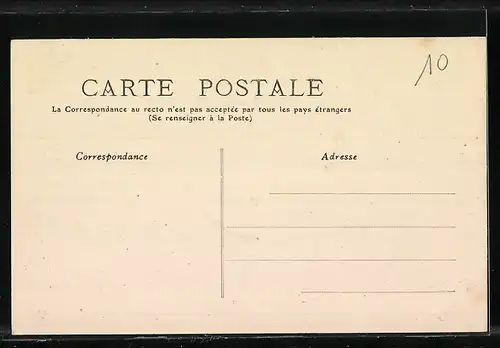 10
CARTE POSTALE
La Correspondance au recto n'est pas acceptée par tous les pays étrangers
(Se renseigner à la Poste)
Correspondance
Adresse